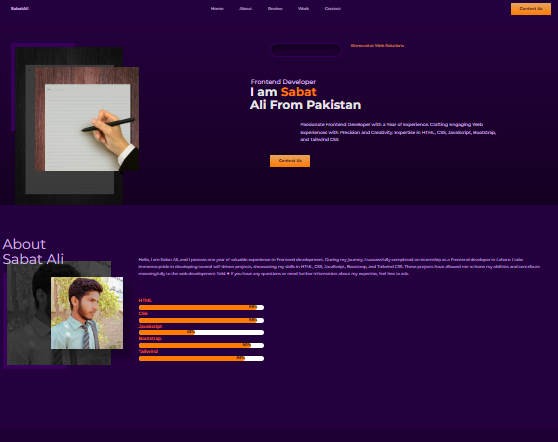 SabatAli
Home About Review Work Contact
Contact Us
#Innovative Web Solutions
Frontend Developer
I am Sabat
Ali From Pakistan
Passionate Frontend Developer with a Year of Experience. Crafting Engaging Web
Experiences with Precision and Creativity. Expertise in HTML, CSS, JavaScript, Bootstrap,
and Tailwind CSS
Contact Us
About
Sabat Ali
Hello, I am Sabat Ali, and I possess one year of valuable experience in Frontend development. During my journey, I successfully completed an internship as a Frontend developer in Lahore. I take
immense pride in developing several self-driven projects, showcasing my skills in HTML, CSS, JavaScript, Bootstrap, and Tailwind CSS. These projects have allowed me to hone my abilities and contribute
meaningfully to the web development field. If you have any questions or need further information about my expertise, feel free to ask.
HTML
CSS
JavaScript
Bootstrap
Tailwind